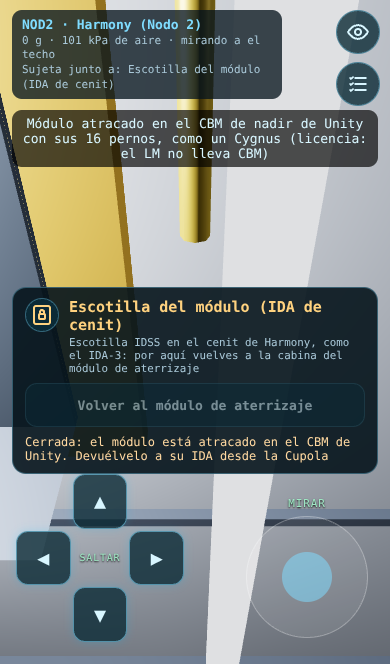 NOD2 · Harmony (Nodo 2)
0 g · 101 kPa de aire · mirando a el
techo
Sujeta junto a: Escotilla del módulo
(IDA de cenit)
Módulo atracado en el CBM de nadir de Unity
con sus 16 pernos, como un Cygnus (licencia:
el LM no lleva CBM)
Escotilla del módulo (IDA de
cenit)
Escotilla IDSS en el cenit de Harmony, como
el IDA-3: por aquí vuelves a la cabina del
módulo de aterrizaje
Volver al módulo de aterrizaje
Cerrada: el módulo está atracado en el CBM de
Unity. Devuélvelo a su IDA desde la Cupola
MIRAR
SALTAR